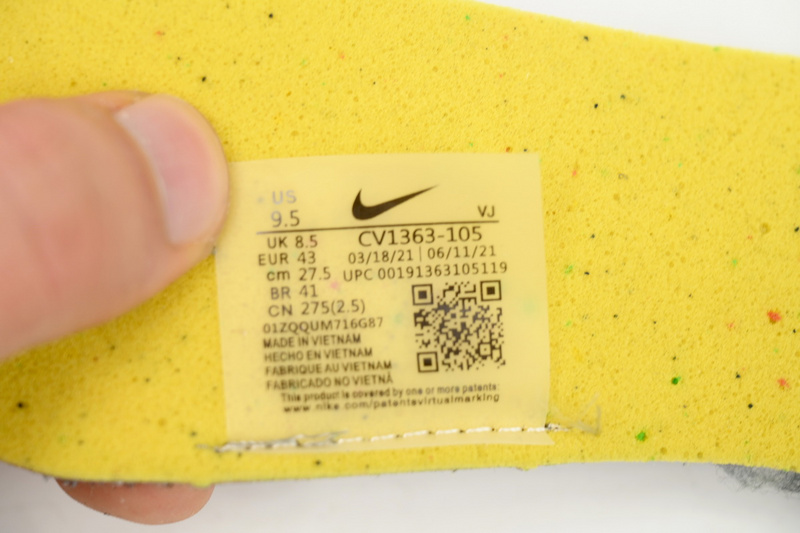 US
9.5
VJ
UK 8.5
CV1363-105
EUR 43
03/18/21 | 06/11/21
cm 27.5
UPC 00191363105119
BR 41
CN 275(2.5)
01ZQQUM716G87
MADE IN VIETNAM
HECHO EN VIETNAM
FABRIQUE AU VIETNAM
FABRICADO NO VIETNÃ
This product is covered by one or more patents:
www.nike.com/patentsvirtualmarking